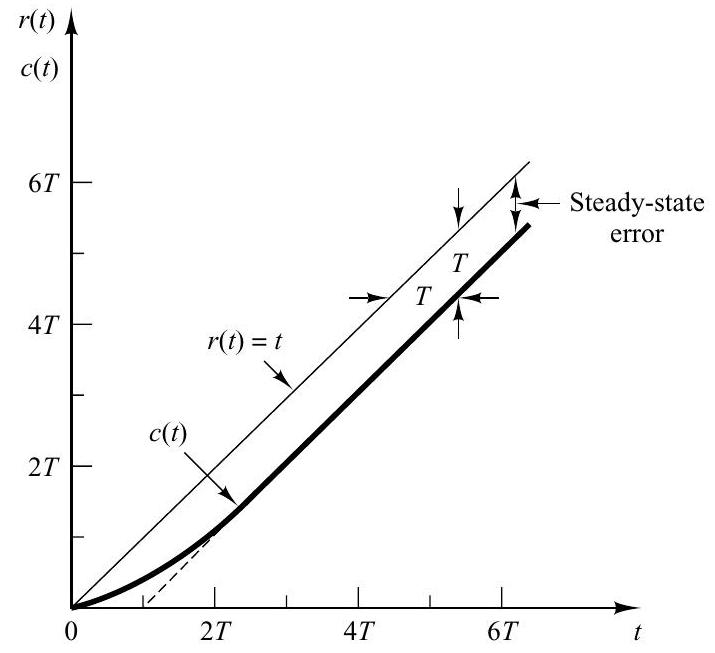 r(t)
c(t)
6T
Steady-state
error
T
T
4T
r(t) = t
c(t)
2T
0
2T
4T
6T
t